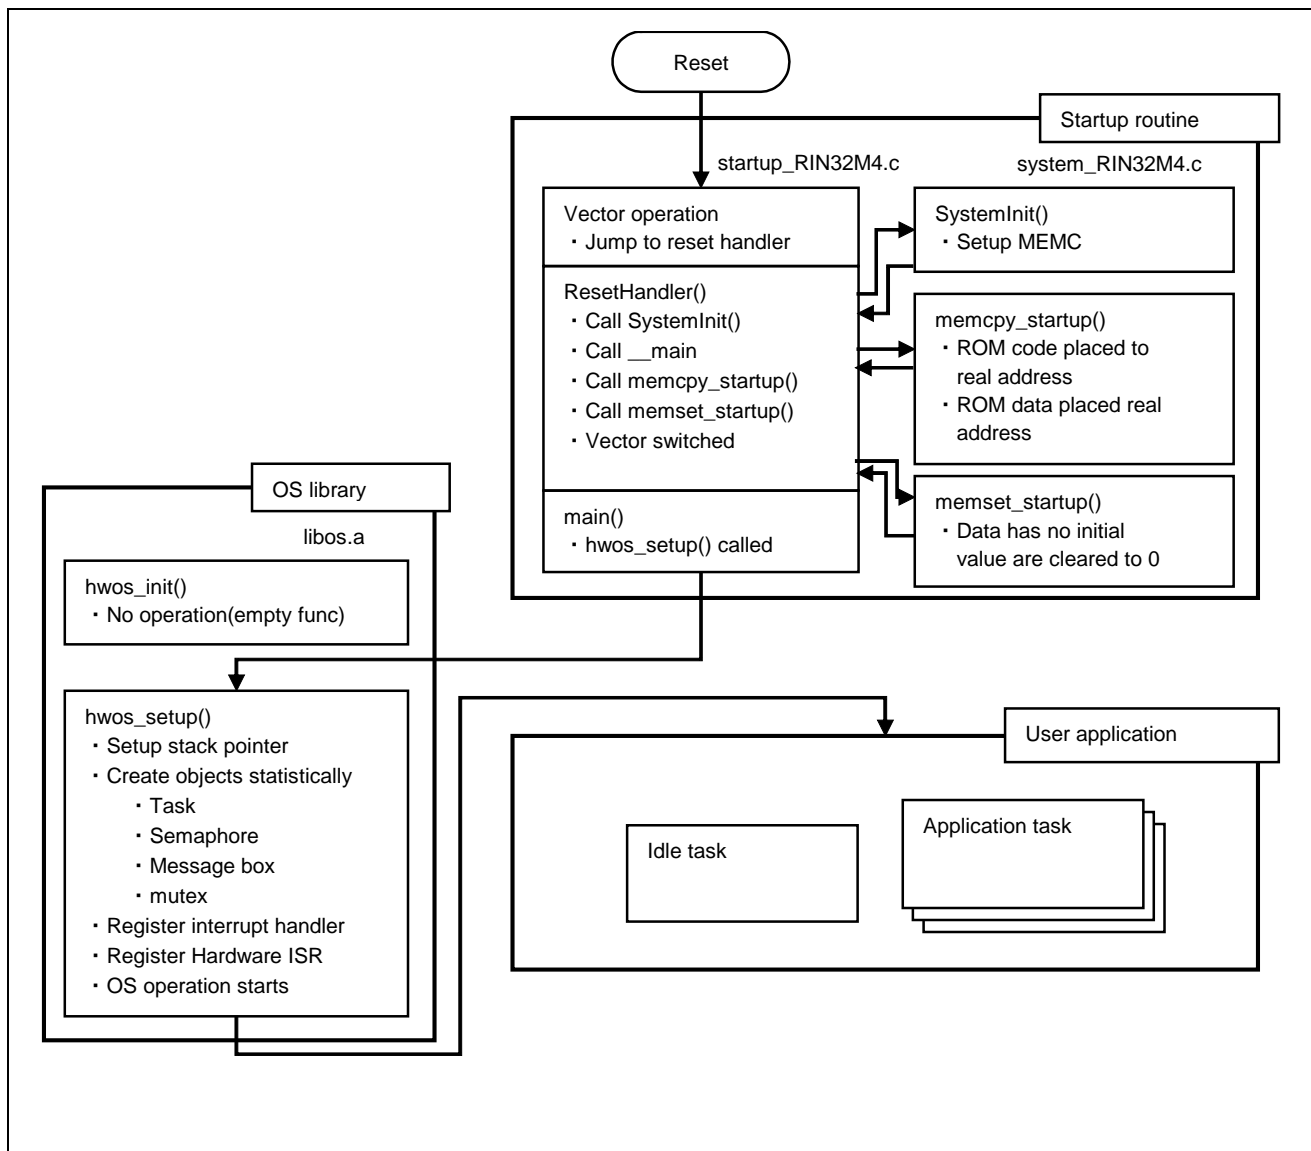 Reset
Startup routine
startup_RIN32M4.c
system_RIN32M4.c
Vector operation
・Jump to reset handler
SystemInit()
・Setup MEMC
ResetHandler()
・Call SystemInit()
・Call __main
・Call memcpy_startup()
・Call memset_startup()
・Vector switched
memcpy_startup()
・ROM code placed to
real address
・ROM data placed real
address
memset_startup()
・Data has no initial
value are cleared to 0
main()
・hwos_setup() called
OS library
libos.a
hwos_init()
・No operation(empty func)
hwos_setup()
・Setup stack pointer
・Create objects statistically
・Task
・Semaphore
・Message box
・mutex
・Register interrupt handler
・Register Hardware ISR
・OS operation starts
User application
Idle task
Application task